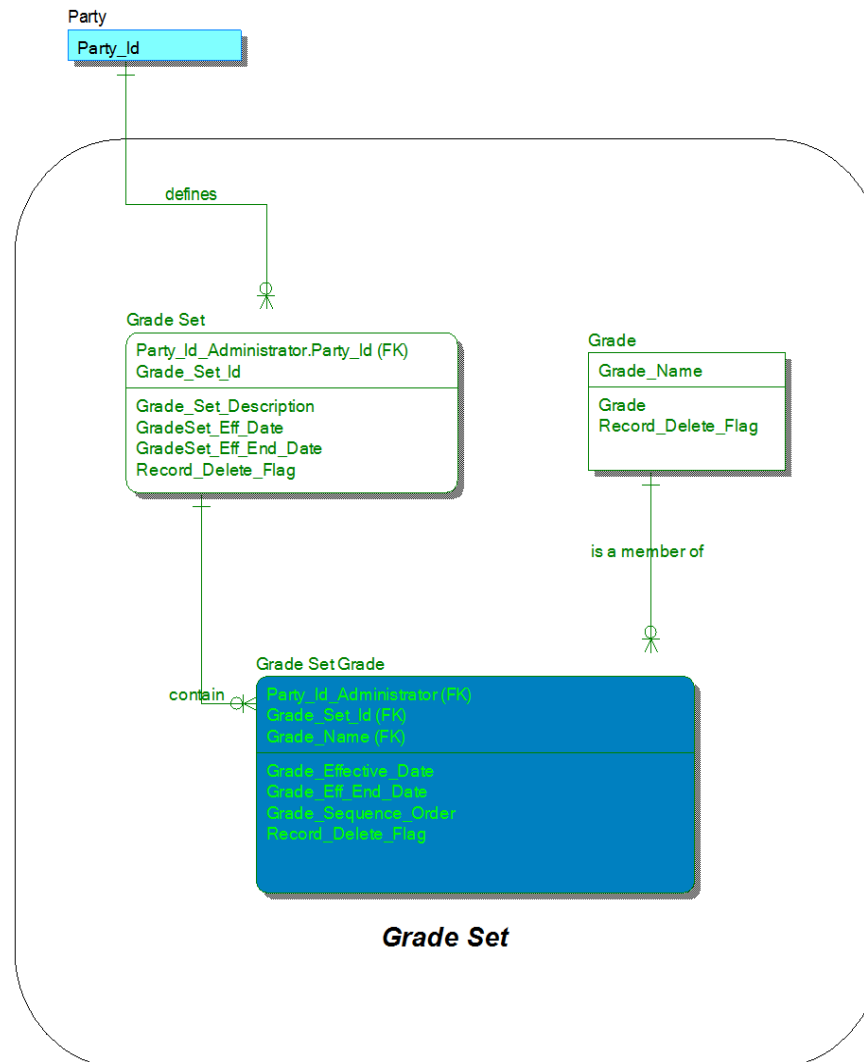 Party
Party_Id
defines
Grade Set
Party_Id_Administrator.Party_Id (FK)
Grade_Set_Id
Grade_Set_Description
GradeSet_Eff_Date
GradeSet_Eff_End_Date
Record_Delete_Flag
Grade
Grade_Name
Grade
Record_Delete_Flag
is a member of
contain
Grade Set Grade
Party_Id_Administrator (FK)
Grade_Set_Id (FK)
Grade_Name (FK)
Grade_Effective_Date
Grade_Eff_End_Date
Grade_Sequence_Order
Record_Delete_Flag
Grade Set